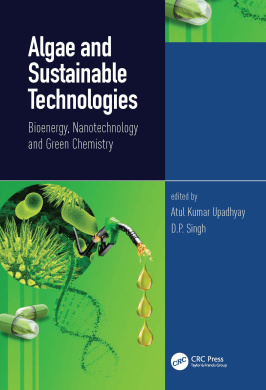 Algae and
Sustainable
Technologies
Bioenergy, Nanotechnology
and Green Chemistry
edited by
Atul Kumar Upadhyay
D.P. Singh
CRC
CRC Press
Taylor & Francis Group